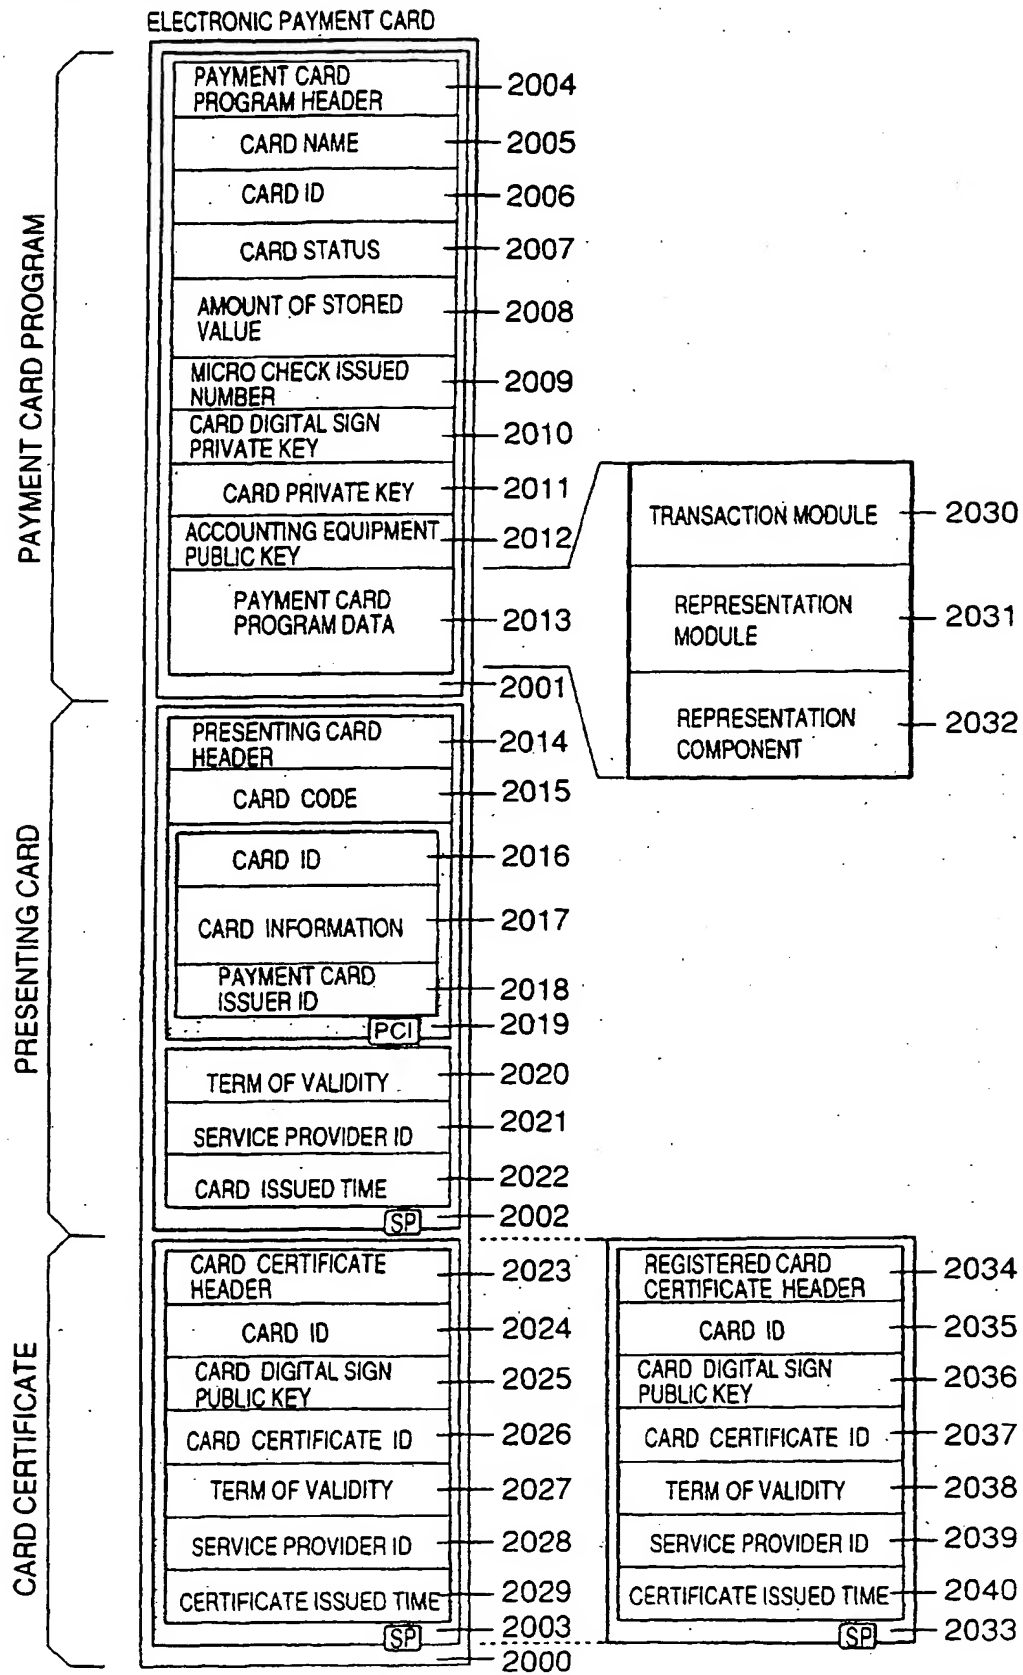 ELECTRONIC PAYMENT CARD
PAYMENT CARD PROGRAM
PAYMENT CARD
PROGRAM HEADER
2004
CARD NAME
2005
CARD ID
2006
CARD STATUS
2007
AMOUNT OF STORED
VALUE
2008
MICRO CHECK ISSUED
NUMBER
2009
CARD DIGITAL SIGN
PRIVATE KEY
2010
CARD PRIVATE KEY
2011
ACCOUNTING EQUIPMENT
PUBLIC KEY
2012
PAYMENT CARD
PROGRAM DATA
2013
2001
TRANSACTION MODULE
2030
REPRESENTATION
MODULE
2031
REPRESENTATION
COMPONENT
2032
PRESENTING CARD
PRESENTING CARD
HEADER
2014
CARD CODE
2015
CARD ID
2016
CARD INFORMATION
2017
PAYMENT CARD
ISSUER ID
2018
PCI
2019
TERM OF VALIDITY
2020
SERVICE PROVIDER ID
2021
CARD ISSUED TIME
2022
SP
2002
CARD CERTIFICATE
CARD CERTIFICATE
HEADER
2023
CARD ID
2024
CARD DIGITAL SIGN
PUBLIC KEY
2025
CARD CERTIFICATE ID
2026
TERM OF VALIDITY
2027
SERVICE PROVIDER ID
2028
CERTIFICATE ISSUED TIME
2029
SP
2003
2000
REGISTERED CARD
CERTIFICATE HEADER
2034
CARD ID
2035
CARD DIGITAL SIGN
PUBLIC KEY
2036
CARD CERTIFICATE ID
2037
TERM OF VALIDITY
2038
SERVICE PROVIDER ID
2039
CERTIFICATE ISSUED TIME
2040
SP
2033